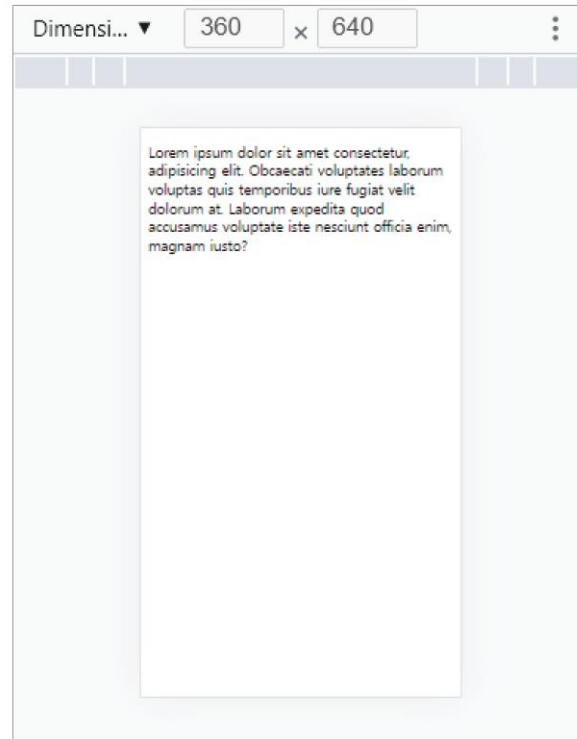 Dimensi... ▼ 360 × 640
Lorem ipsum dolor sit amet consectetur,
adipisicing elit. Obcaecati voluptates laborum
voluptas quis temporibus iure fugiat velit
dolorum at. Laborum expedita quod
accusamus voluptate iste nesciunt officia enim,
magnam iusto?